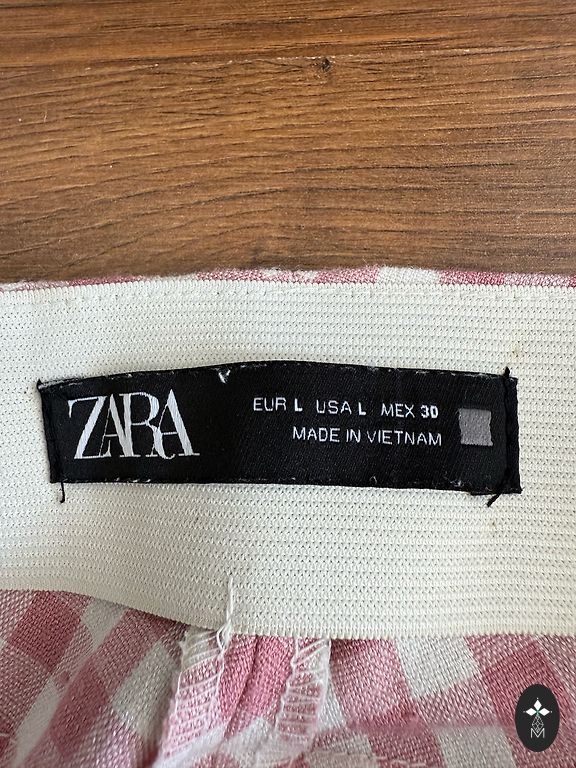 ZARA
EUR L USA L MEX 30
MADE IN VIETNAM
M